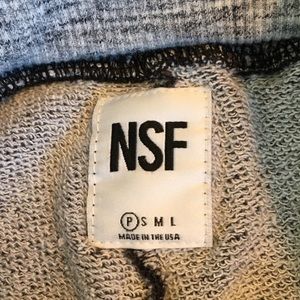 NSF
P S M L
MADE IN THE USA